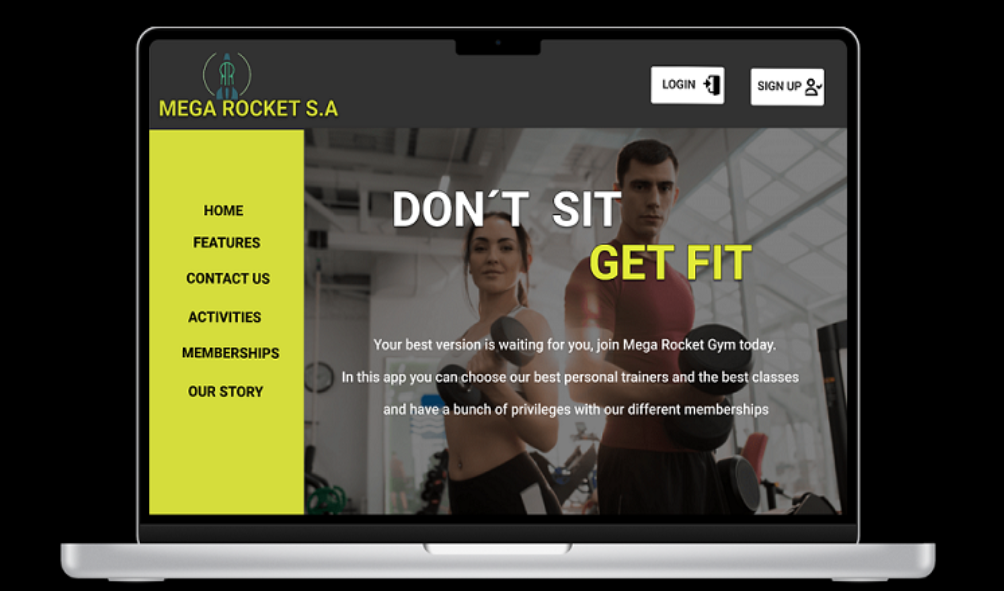 MEGA ROCKET S.A
LOGIN
SIGN UP
HOME
FEATURES
CONTACT US
ACTIVITIES
MEMBERSHIPS
OUR STORY
DON´T SIT
GET FIT
Your best version is waiting for you, join Mega Rocket Gym today.
In this app you can choose our best personal trainers and the best classes
and have a bunch of privileges with our different memberships